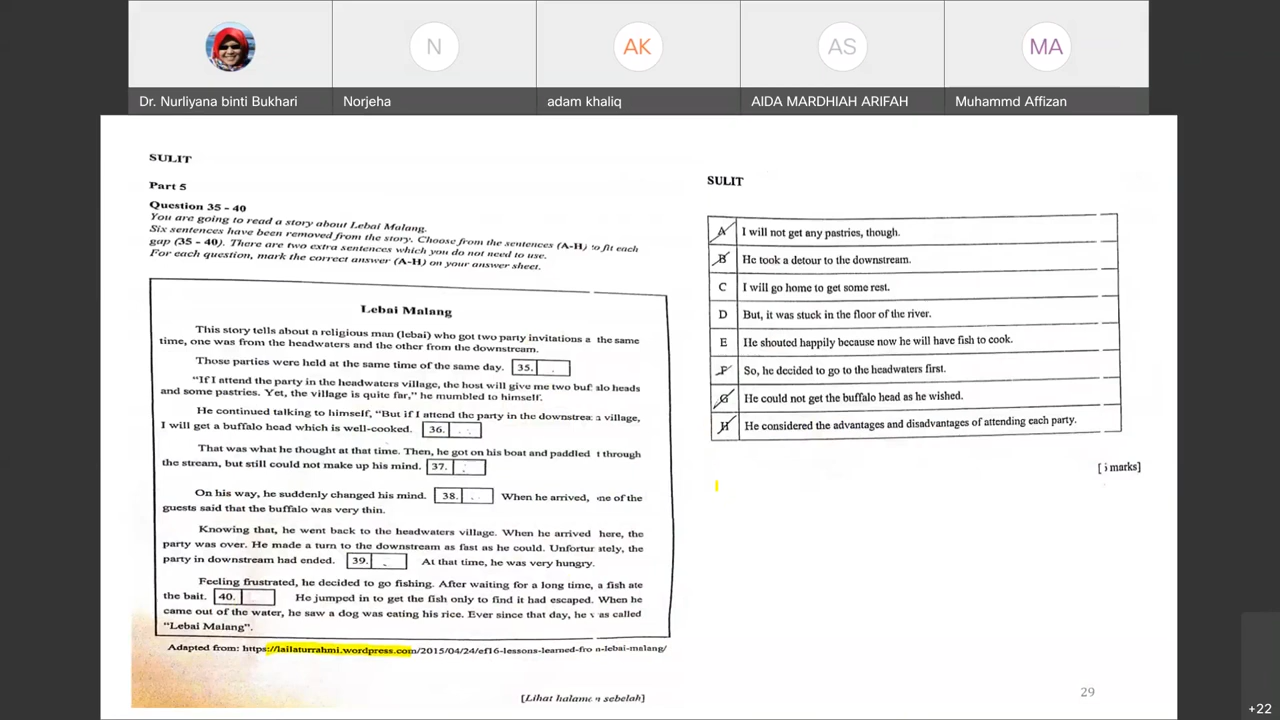 N
AK
AS
MA
Dr. Nurliyana binti Bukhari
Norjeha
adam khaliq
AIDA MARDHIAH ARIFAH
Muhammd Affizan
SULIT
Part 5
Question 35 - 40
You are going to read a story about Lebai Malang.
Six sentences have been removed from the story. Choose from the sentences (A-H) to fit each
gap (35 - 40). There are two extra sentences which you do not need to use.
For each question, mark the correct answer (A-H) on your answer sheet.
Lebai Malang
This story tells about a religious man (lebai) who got two party invitations a the same
time, one was from the headwaters and the other from the downstream.
Those parties were held at the same time of the same day. 35.
"If I attend the party in the headwaters village, the host will give me two buf alo heads
and some pastries. Yet, the village is quite far," he mumbled to himself.
He continued talking to himself, "But if I attend the party in the downstrea village,
I will get a buffalo head which is well-cooked. 36.
That was what he thought at that time. Then, he got on his boat and paddled t through
the stream, but still could not make up his mind. 37.
On his way, he suddenly changed his mind. 38. When he arrived, ne of the
guests said that the buffalo was very thin.
Knowing that, he went back to the headwaters village. When he arrived here, the
party was over. He made a turn to the downstream as fast as he could. Unfortur ately, the
party in downstream had ended. 39. At that time, he was very hungry.
Feeling frustrated, he decided to go fishing. After waiting for a long time, a fish ate
the bait. 40. He jumped in to get the fish only to find it had escaped. When he
came out of the water, he saw a dog was eating his rice. Ever since that day, he as called
"Lebai Malang".
Adapted from: https://lailaturrahmi.wordpress.com/2015/04/24/ef16-lessons-learned-fro n-lebai-malang/
[Lihat halaman sebelah]
SULIT
A I will not get any pastries, though.
B He took a detour to the downstream.
C I will go home to get some rest.
D But, it was stuck in the floor of the river.
E He shouted happily because now he will have fish to cook.
F So, he decided to go to the headwaters first.
G He could not get the buffalo head as he wished.
H He considered the advantages and disadvantages of attending each party.
marks]
29
+22